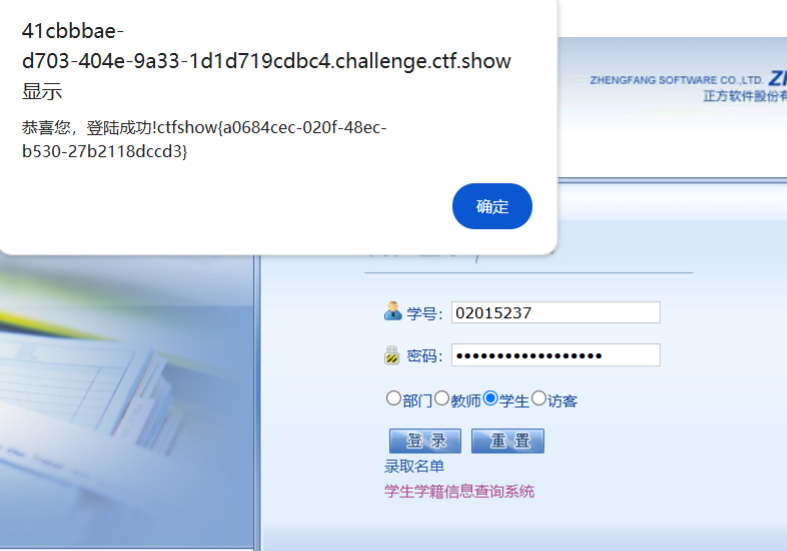 41cbbbae-
d703-404e-9a33-1d1d719cdbc4.challenge.ctf.show
显示
恭喜您，登陆成功!ctfshow{a0684cec-020f-48ec-
b530-27b2118dccd3}
确定
ZHENGFANG SOFTWARE CO.,LTD.
正方软件股份有
学号: 02015237
密码: ••••••••••••••••••
部门 教师 学生 访客
登 录 重 置
录取名单
学生学籍信息查询系统